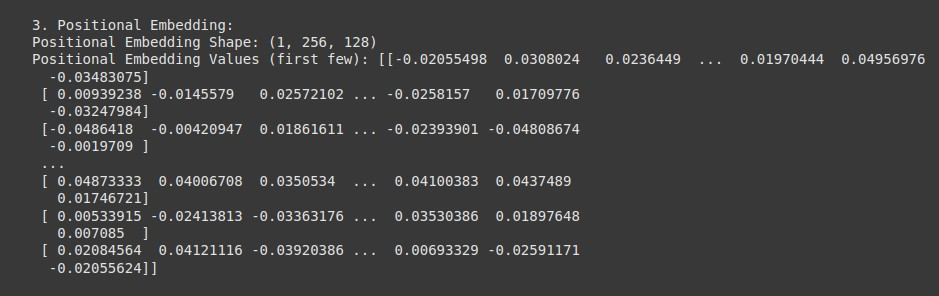 3. Positional Embedding:
Positional Embedding Shape: (1, 256, 128)
Positional Embedding Values (first few): [[-0.02055498  0.0308024   0.0236449  ...  0.01970444  0.04956976
  -0.03483075]
 [ 0.00939238 -0.0145579   0.02572102 ... -0.0258157   0.01709776
  -0.03247984]
 [-0.0486418  -0.00420947  0.01861611 ... -0.02393901 -0.04808674
  -0.0019709 ]
 ...
 [ 0.04873333  0.04006708  0.0350534  ...  0.04100383  0.0437489
   0.01746721]
 [ 0.00533915 -0.02413813 -0.03363176 ...  0.03530386  0.01897648
   0.007085  ]
 [ 0.02084564  0.04121116 -0.03920386 ...  0.00693329 -0.02591171
  -0.02055624]]